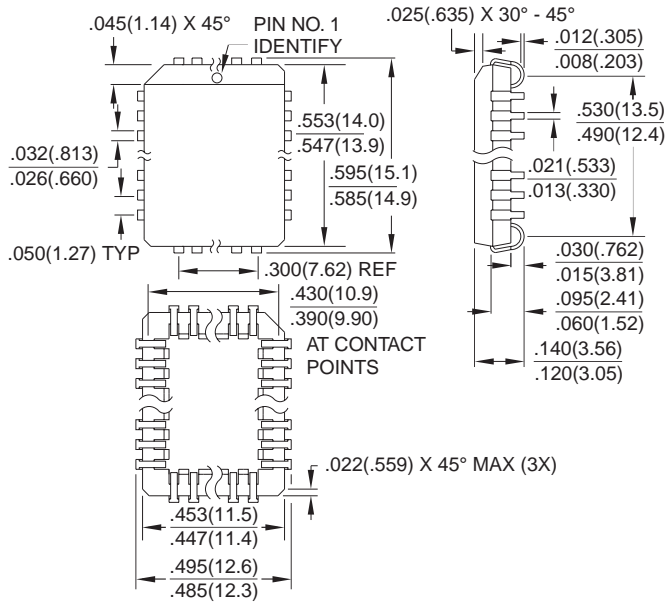 .045(1.14) X 45°
PIN NO. 1
IDENTIFY
.025(.635) X 30° - 45°
.012(.305)
.008(.203)
.553(14.0)
.547(13.9)
.530(13.5)
.490(12.4)
.032(.813)
.026(.660)
.595(15.1)
.585(14.9)
.021(.533)
.013(.330)
.050(1.27) TYP
.300(7.62) REF
.030(.762)
.015(3.81)
.430(10.9)
.390(9.90)
.095(2.41)
.060(1.52)
AT CONTACT
POINTS
.140(3.56)
.120(3.05)
.022(.559) X 45° MAX (3X)
.453(11.5)
.447(11.4)
.495(12.6)
.485(12.3)